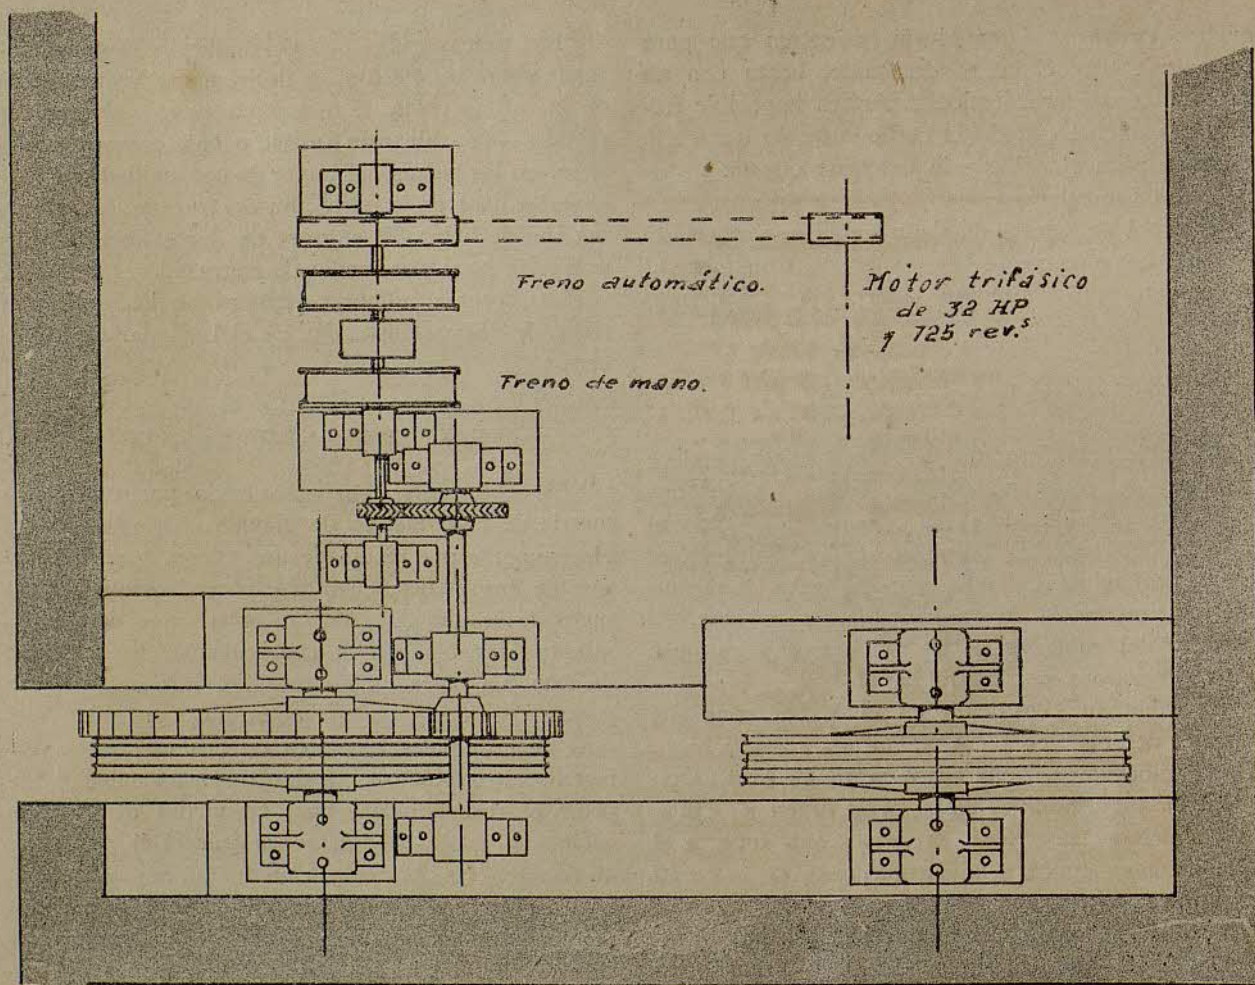 Freno automático.
Motor trifásico
de 32 HP
y 725 rev.ˢ
Freno de mano.